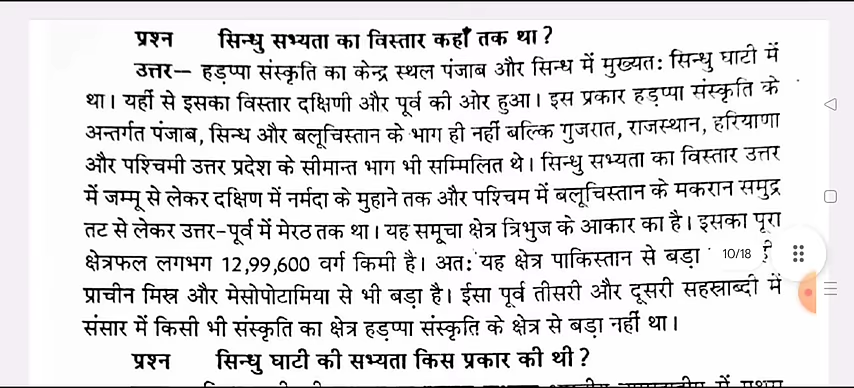 प्रश्न सिन्धु सभ्यता का विस्तार कहाँ तक था ?
उत्तर— हड़प्पा संस्कृति का केन्द्र स्थल पंजाब और सिन्ध में मुख्यत: सिन्धु घाटी में
था। यहीं से इसका विस्तार दक्षिणी और पूर्व की ओर हुआ। इस प्रकार हड़प्पा संस्कृति के
अन्तर्गत पंजाब, सिन्ध और बलूचिस्तान के भाग ही नहीं बल्कि गुजरात, राजस्थान, हरियाणा
और पश्चिमी उत्तर प्रदेश के सीमान्त भाग भी सम्मिलित थे। सिन्धु सभ्यता का विस्तार उत्तर
में जम्मू से लेकर दक्षिण में नर्मदा के मुहाने तक और पश्चिम में बलूचिस्तान के मकरान समुद्र
तट से लेकर उत्तर-पूर्व में मेरठ तक था। यह समूचा क्षेत्र त्रिभुज के आकार का है। इसका पूरा
क्षेत्रफल लगभग 12,99,600 वर्ग किमी है। अत: यह क्षेत्र पाकिस्तान से बड़ा 10/18
प्राचीन मिस्र और मेसोपोटामिया से भी बड़ा है। ईसा पूर्व तीसरी और दूसरी सहस्राब्दी में
संसार में किसी भी संस्कृति का क्षेत्र हड़प्पा संस्कृति के क्षेत्र से बड़ा नहीं था।
प्रश्न सिन्धु घाटी की सभ्यता किस प्रकार की थी ?